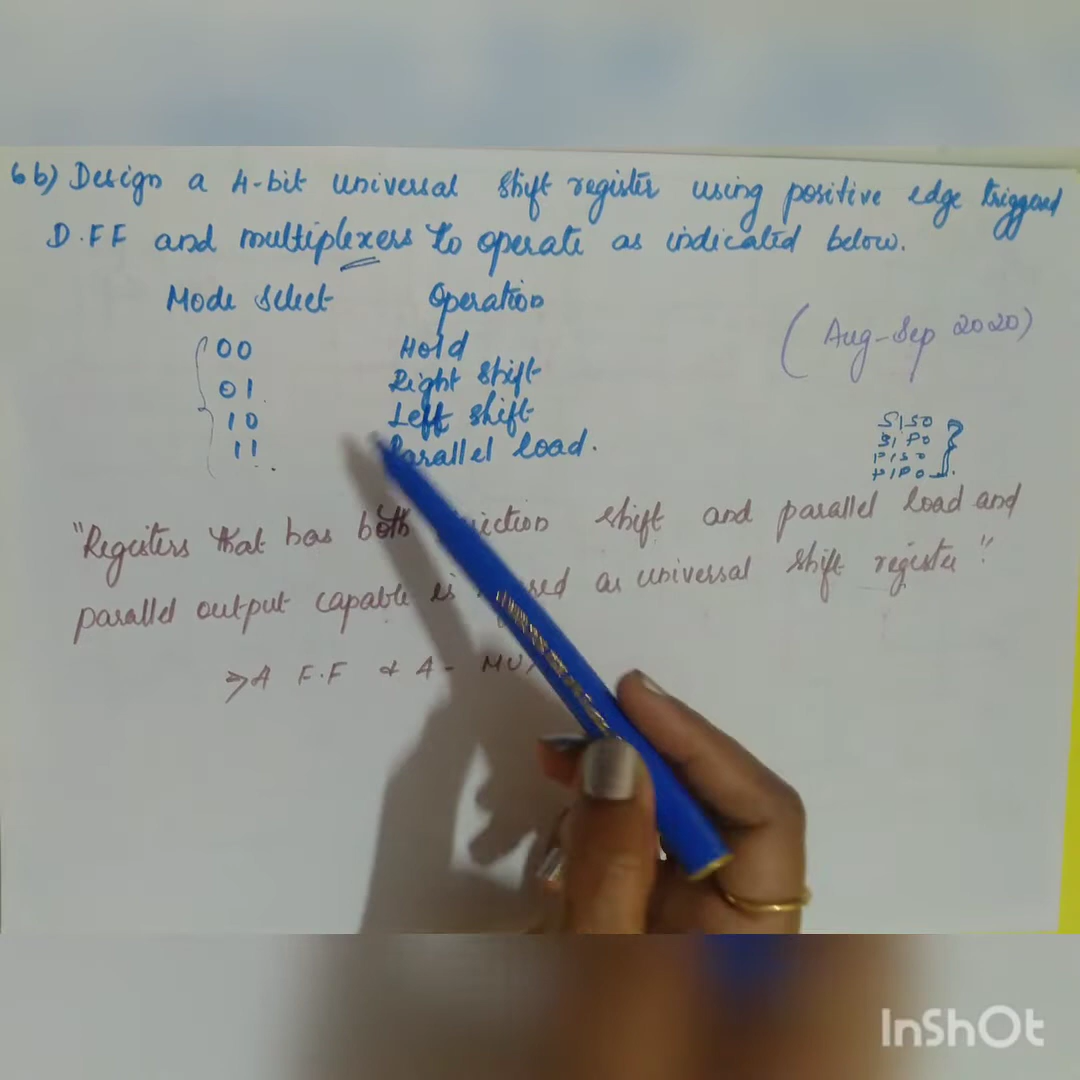 6b) Design a 4-bit universal shift register using positive edge triggered
D.FF and multiplexers to operate as indicated below.
Mode Select Operation
00 Hold
01 Right shift
10 Left shift
11 Parallel load.
(Aug-Sep 2020)
SISO
SIPO
PISO
PIPO
"Registers that has both shift and parallel load and
parallel output capable is as universal shift register".
⇒4 F.F & 4- MUX
InShOt